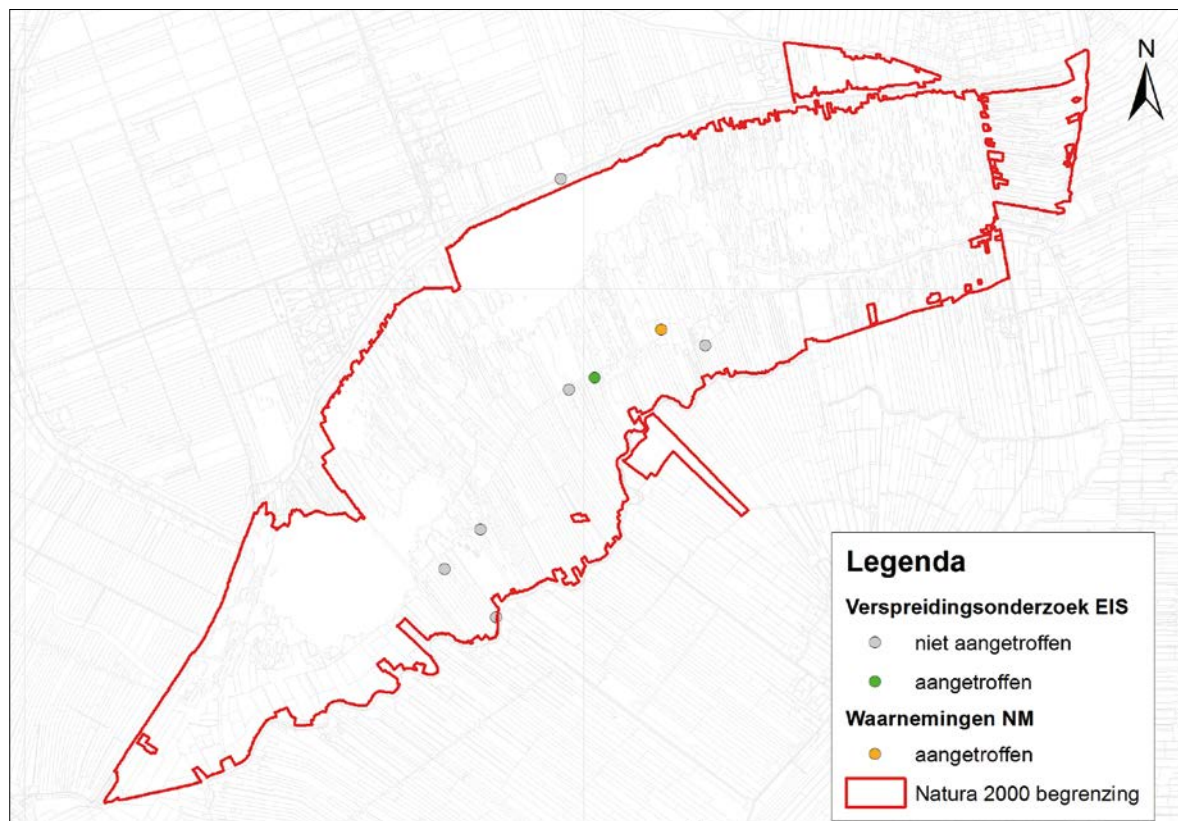 N
Legenda
Verspreidingsonderzoek EIS
niet aangetroffen
aangetroffen
Waarnemingen NM
aangetroffen
Natura 2000 begrenzing